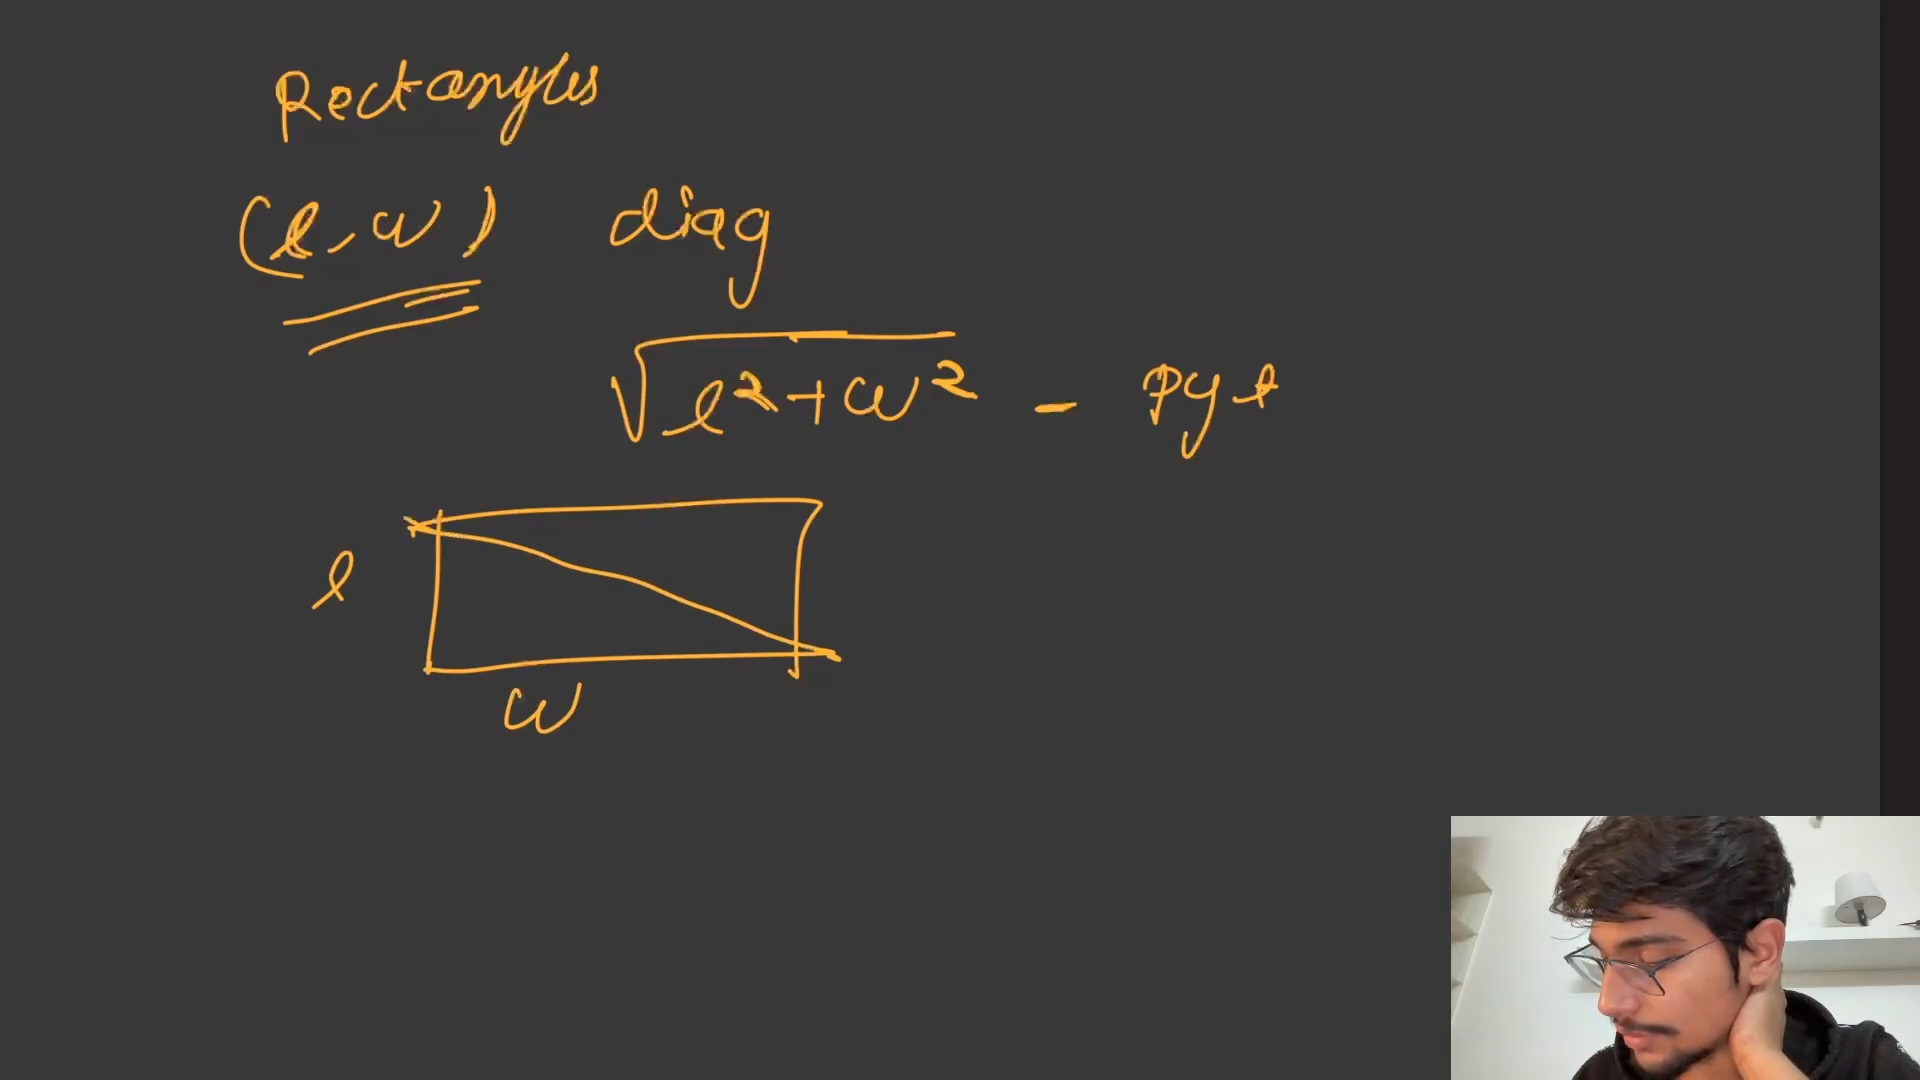 Rectangles
(l, w) diag
√l²+w² - Pyt
l
w